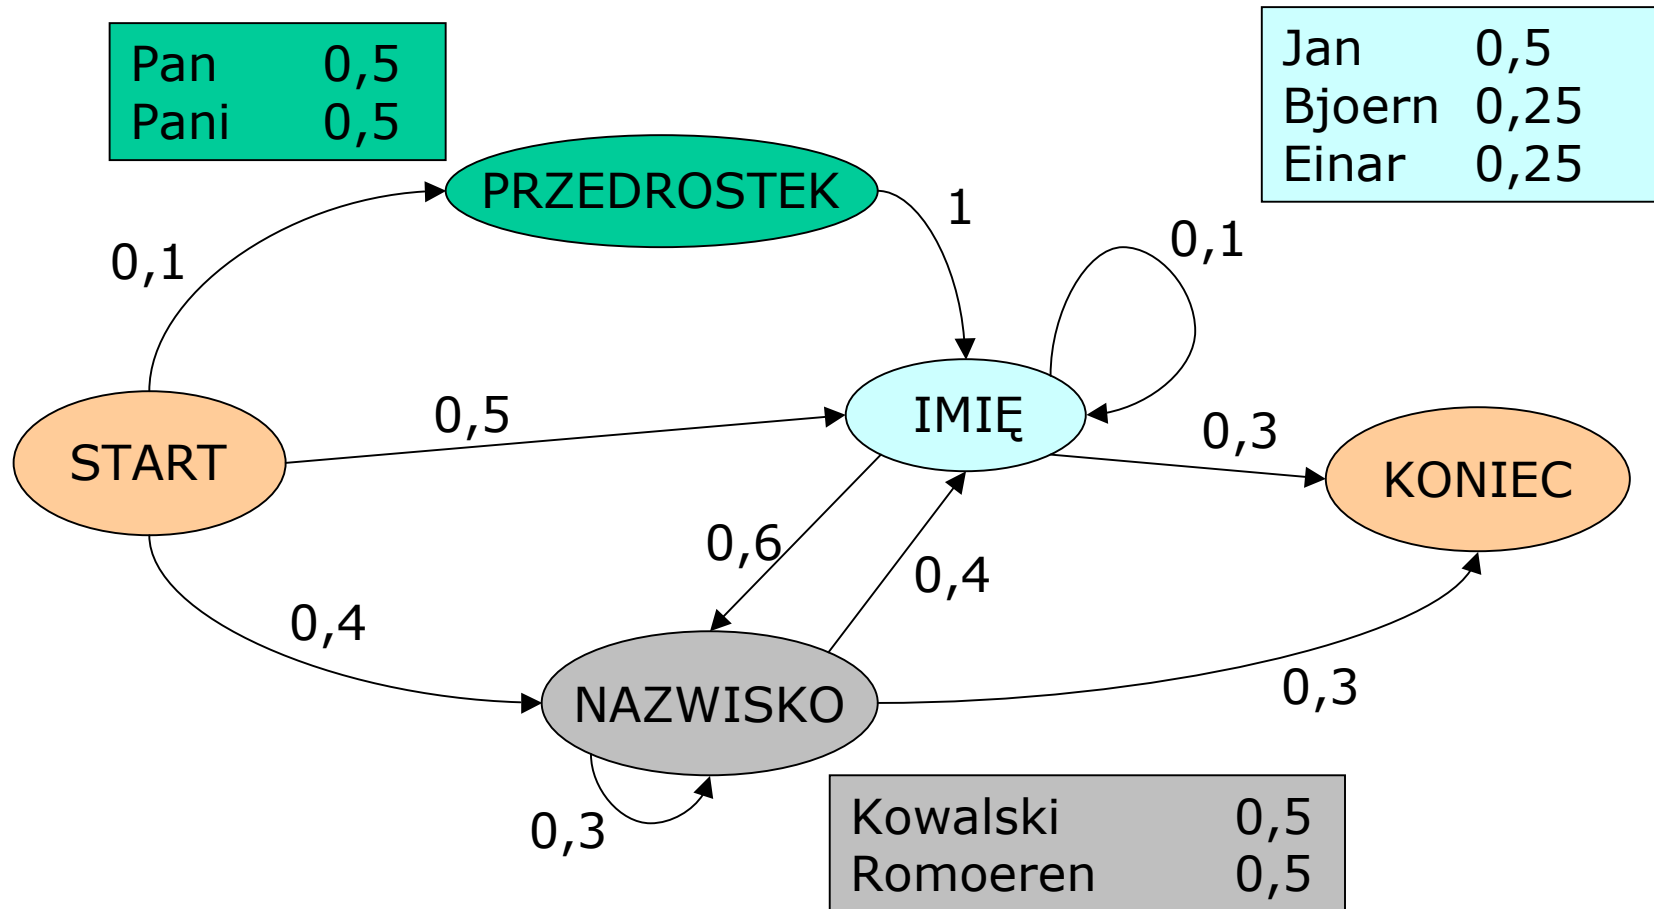 Pan 0,5
Pani 0,5
Jan 0,5
Bjoern 0,25
Einar 0,25
PRZEDROSTEK
1
0,1
0,1
0,5
IMIĘ
0,3
START
KONIEC
0,6
0,4
0,4
0,3
NAZWISKO
0,3
Kowalski 0,5
Romoeren 0,5